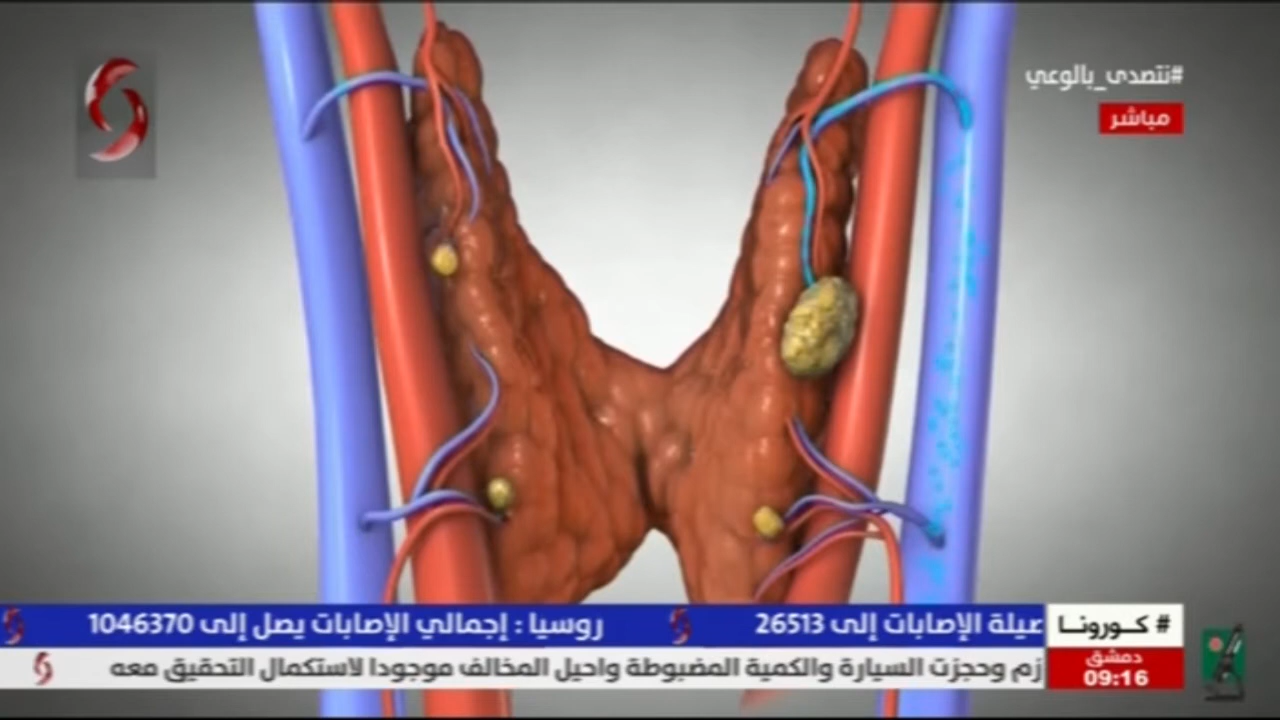 #نتصدى_بالوعي
مباشر
# كـورونـا
صيلة الإصابات إلى 26513
روسيا : إجمالي الإصابات يصل إلى 1046370
دمشق
09:16
زم وحجزت السيارة والكمية المضبوطة واحيل المخالف موجودا لاستكمال التحقيق معه